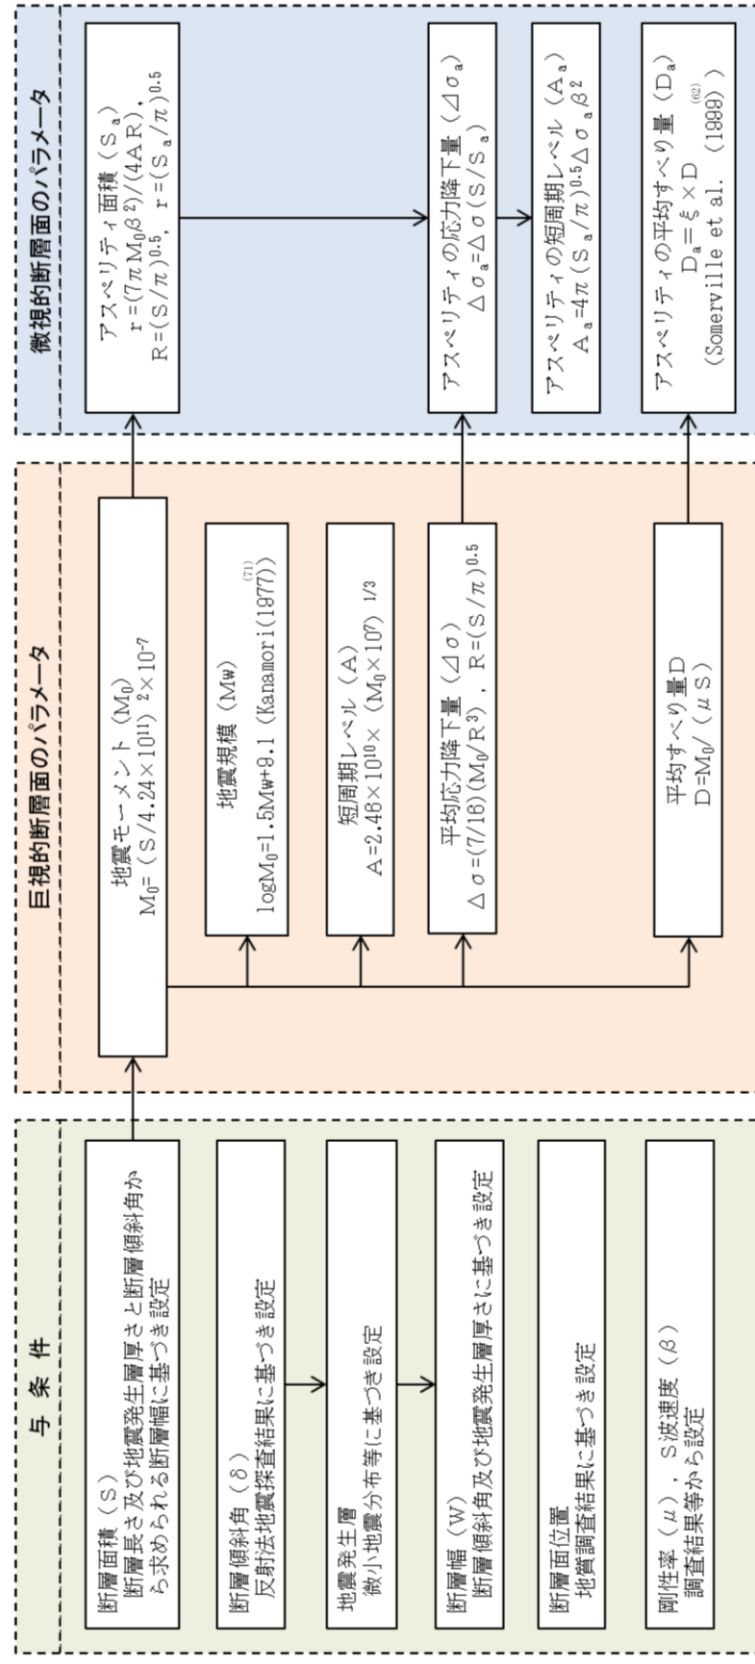 与 条 件
断層面積（S）
断層長さ及び地震発生層厚さと断層傾斜角か
ら求められる断層幅に基づき設定
断層傾斜角（δ）
反射法地震探査結果に基づき設定
地震発生層
微小地震分布等に基づき設定
断層幅（W）
断層傾斜角及び地震発生層厚さに基づき設定
断層面位置
地質調査結果に基づき設定
剛性率（μ），S波速度（β）
調査結果等から設定
巨視的断層面のパラメータ
地震モーメント（M₀）
M₀=（S/4.24×10¹¹）²×10⁻⁷
地震規模（Mw）
logM₀=1.5Mw+9.1 (Kanamori(1977))⁽⁷¹⁾
短周期レベル（A）
A=2.46×10¹⁰×（M₀×10⁷）^1/3
平均応力降下量（⊿σ）
△σ=(7/16)(M₀/R³)，R=(S/π)^0.5
平均すべり量D
D=M₀/（μS）
微視的断層面のパラメータ
アスペリティ面積（Sₐ）
r=(7πM₀β²)/(4AR)，
R=(S/π)^0.5，r=(Sₐ/π)^0.5
アスペリティの応力降下量（⊿σₐ）
△σₐ=△σ(S/Sₐ)
アスペリティの短周期レベル（Aₐ）
Aₐ=4π(Sₐ/π)^0.5△σₐβ²
アスペリティの平均すべり量（Dₐ）
Dₐ=ξ×D
(Somerville et al.⁽⁶²⁾ (1999))